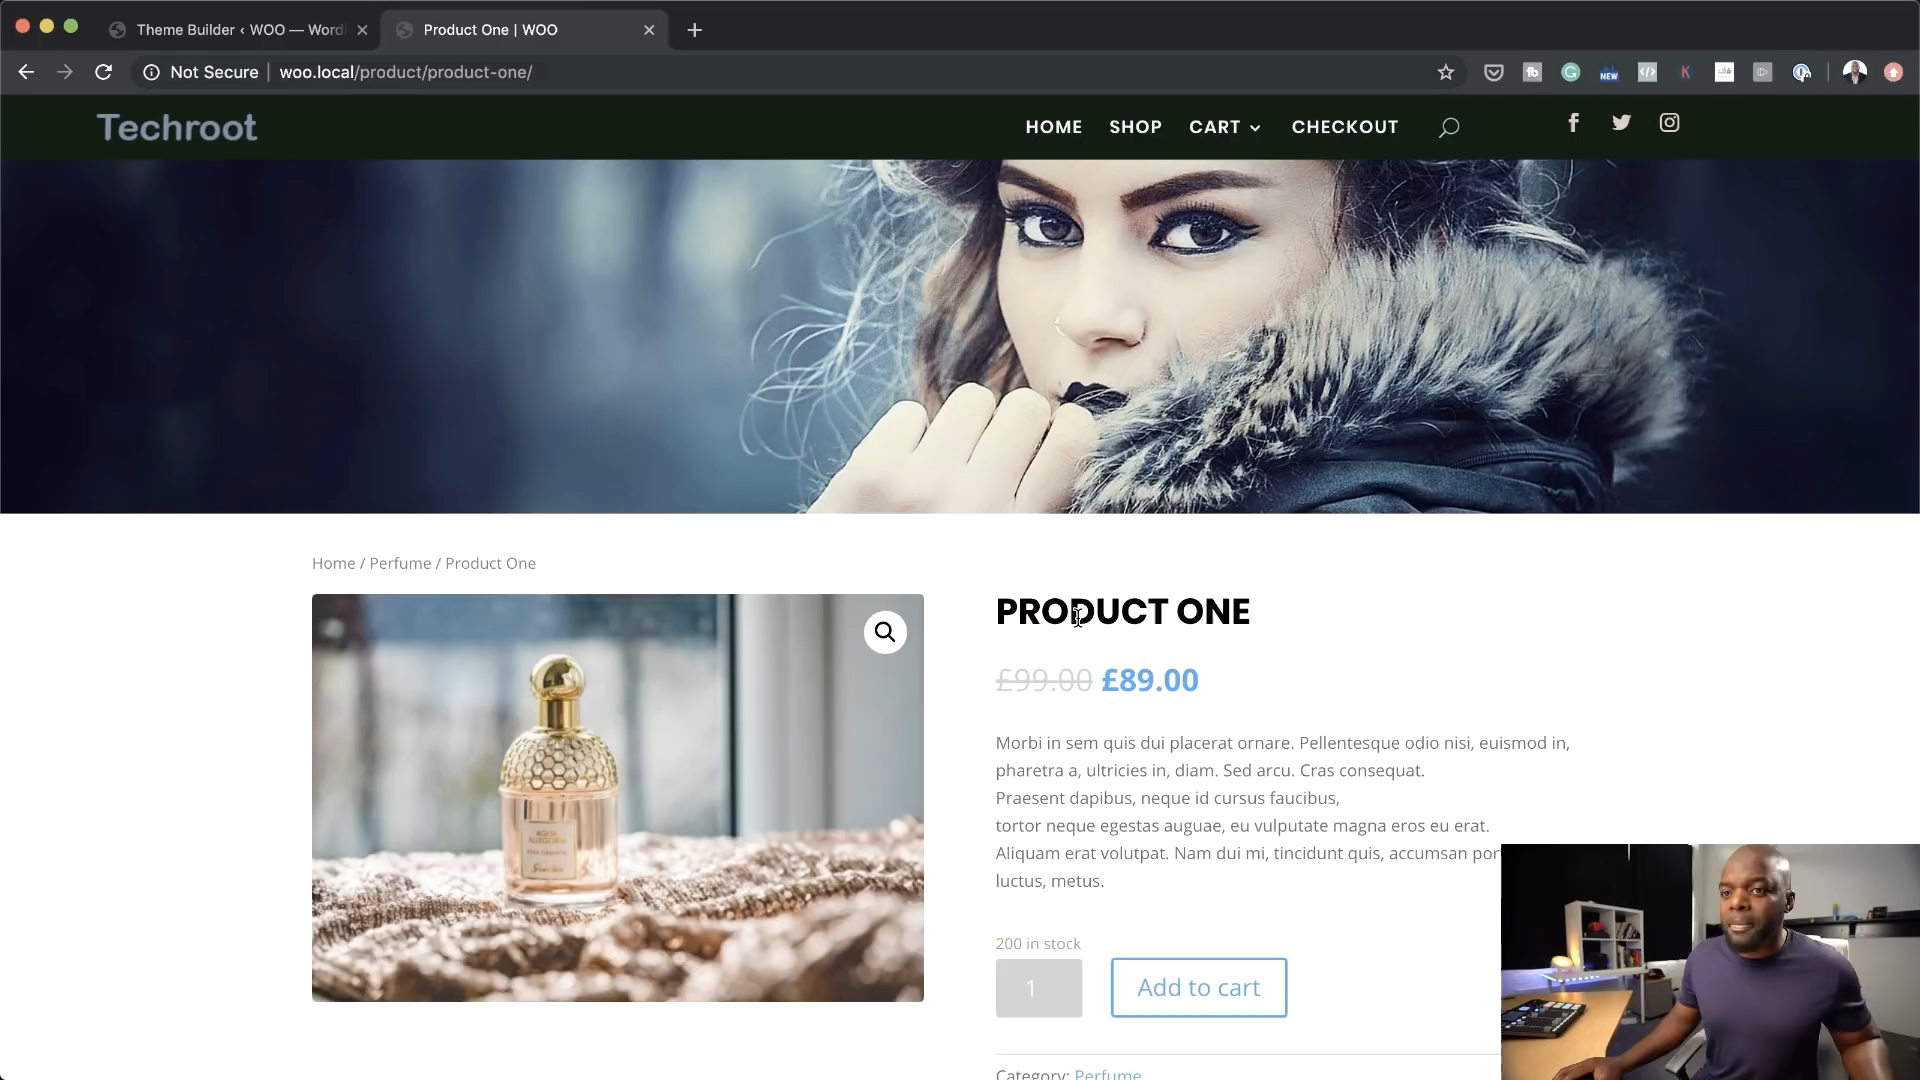 Theme Builder ‹ WOO — Word
Product One | WOO
Not Secure
woo.local/product/product-one/
NEW
Techroot
HOME
SHOP
CART
CHECKOUT
Home / Perfume / Product One
AQUA
ALLEGORIA
PRODUCT ONE
£99.00 £89.00
Morbi in sem quis dui placerat ornare. Pellentesque odio nisi, euismod in,
pharetra a, ultricies in, diam. Sed arcu. Cras consequat.
Praesent dapibus, neque id cursus faucibus,
tortor neque egestas auguae, eu vulputate magna eros eu erat.
Aliquam erat volutpat. Nam dui mi, tincidunt quis, accumsan por
luctus, metus.
200 in stock
1
Add to cart
Category: Perfume